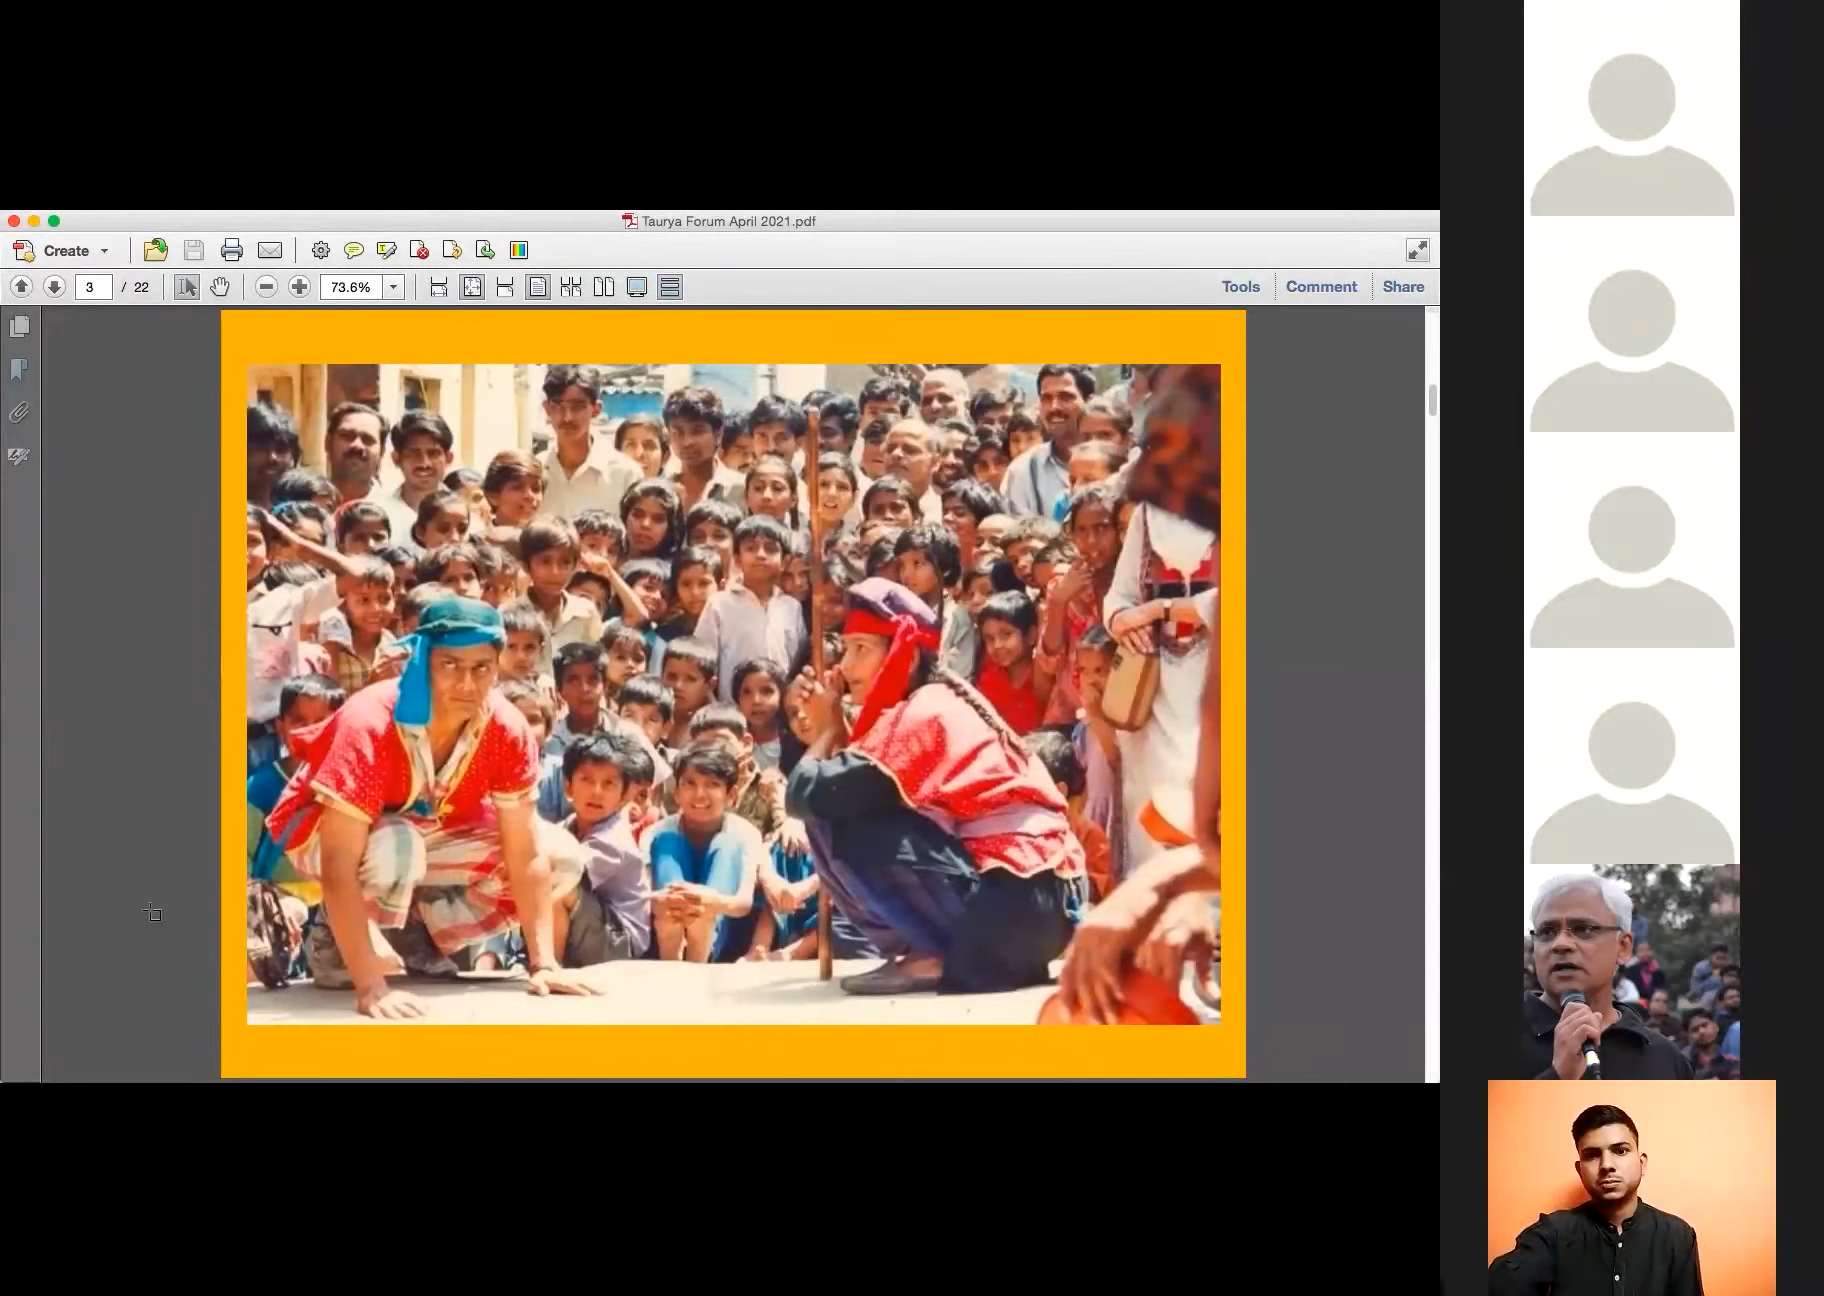 Taurya Forum April 2021.pdf
Create
3 / 22
73.6%
Tools
Comment
Share